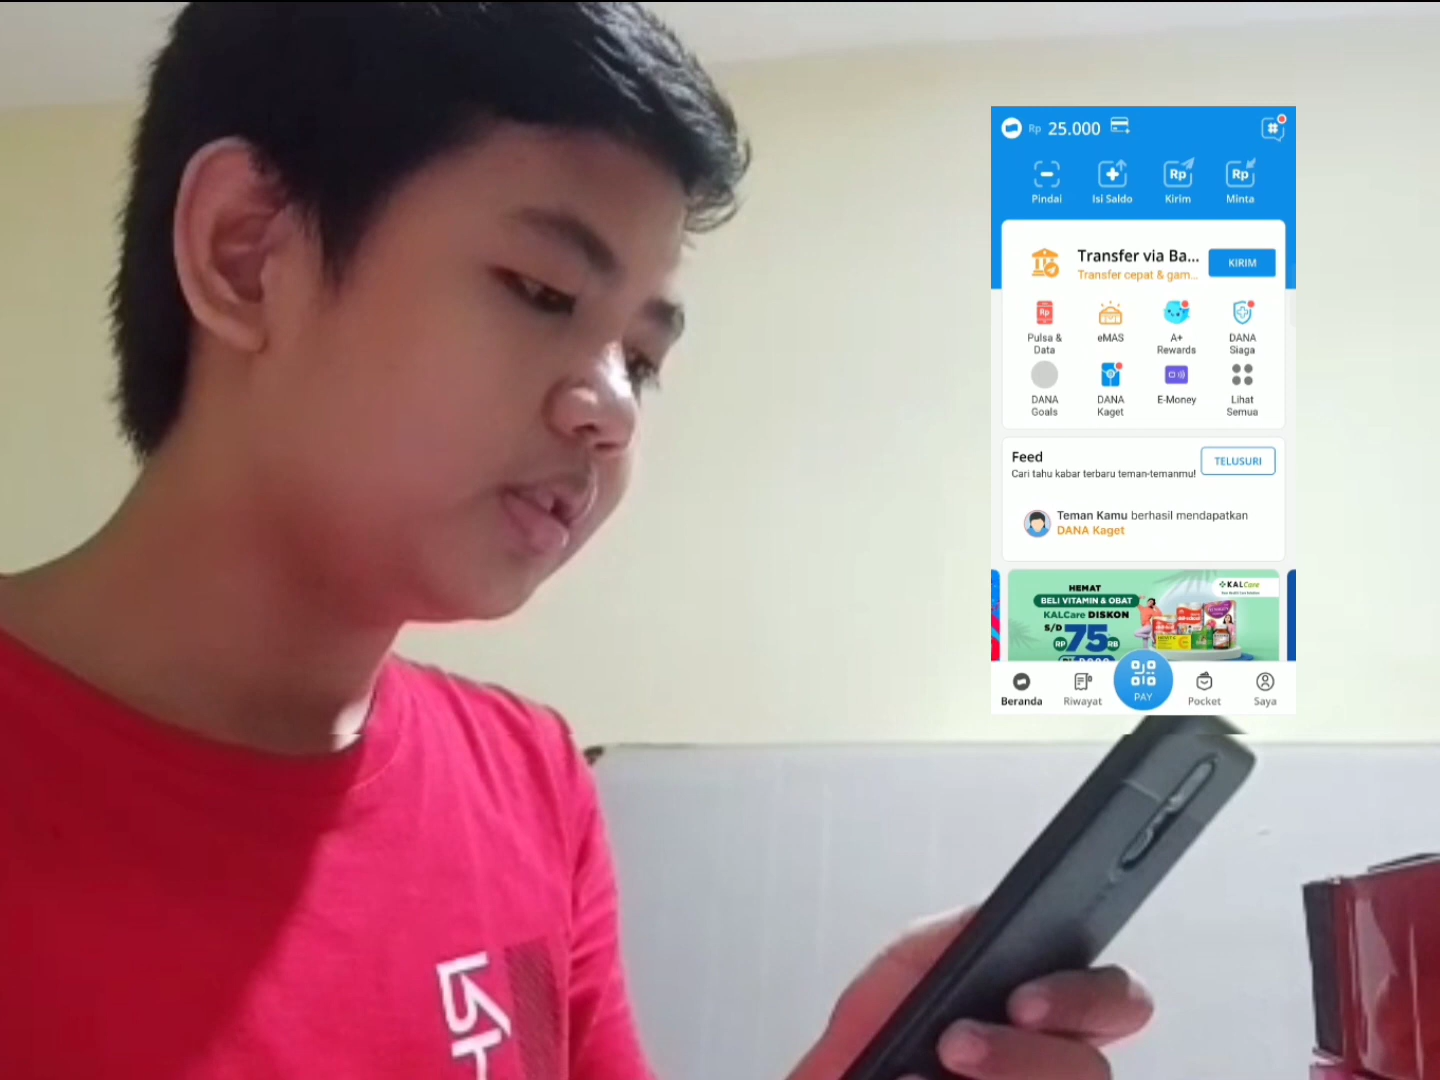 Rp 25.000
Pindai
Isi Saldo
Kirim
Minta
Transfer via Ba...
Transfer cepat & gam...
KIRIM
Pulsa &
Data
eMAS
A+
Rewards
DANA
Siaga
DANA
Goals
DANA
Kaget
E-Money
Lihat
Semua
Feed
Cari tahu kabar terbaru teman-temanmu!
TELUSURI
Teman Kamu berhasil mendapatkan
DANA Kaget
KALCare
HEMAT
BELI VITAMIN & OBAT
KALCare DISKON
S/D
RP 75 RB
Beranda
Riwayat
PAY
Pocket
Saya